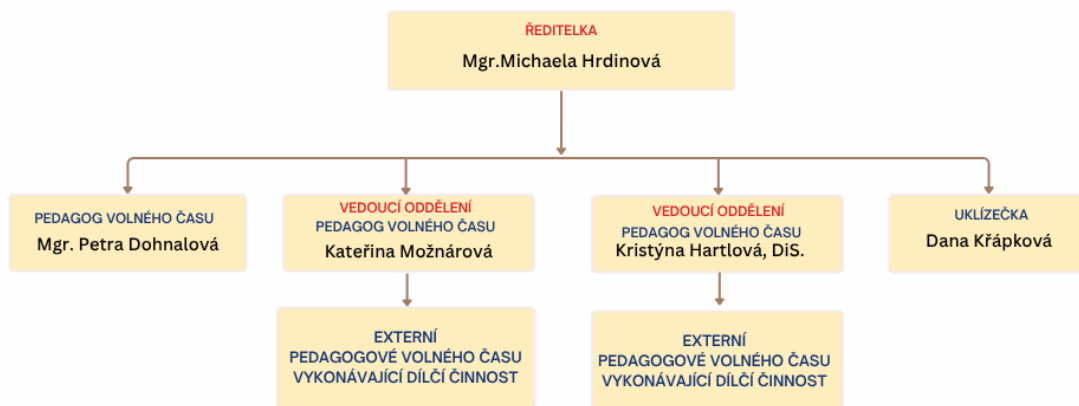 ŘEDITELKA
Mgr.Michaela Hrdinová
PEDAGOG VOLNÉHO ČASU
Mgr. Petra Dohnalová
VEDOUCÍ ODDĚLENÍ
PEDAGOG VOLNÉHO ČASU
Kateřina Možnárová
VEDOUCÍ ODDĚLENÍ
PEDAGOG VOLNÉHO ČASU
Kristýna Hartlová, DiS.
UKLÍZEČKA
Dana Křápková
EXTERNÍ
PEDAGOGOVÉ VOLNÉHO ČASU
VYKONÁVAJÍCÍ DÍLČÍ ČINNOST
EXTERNÍ
PEDAGOGOVÉ VOLNÉHO ČASU
VYKONÁVAJÍCÍ DÍLČÍ ČINNOST